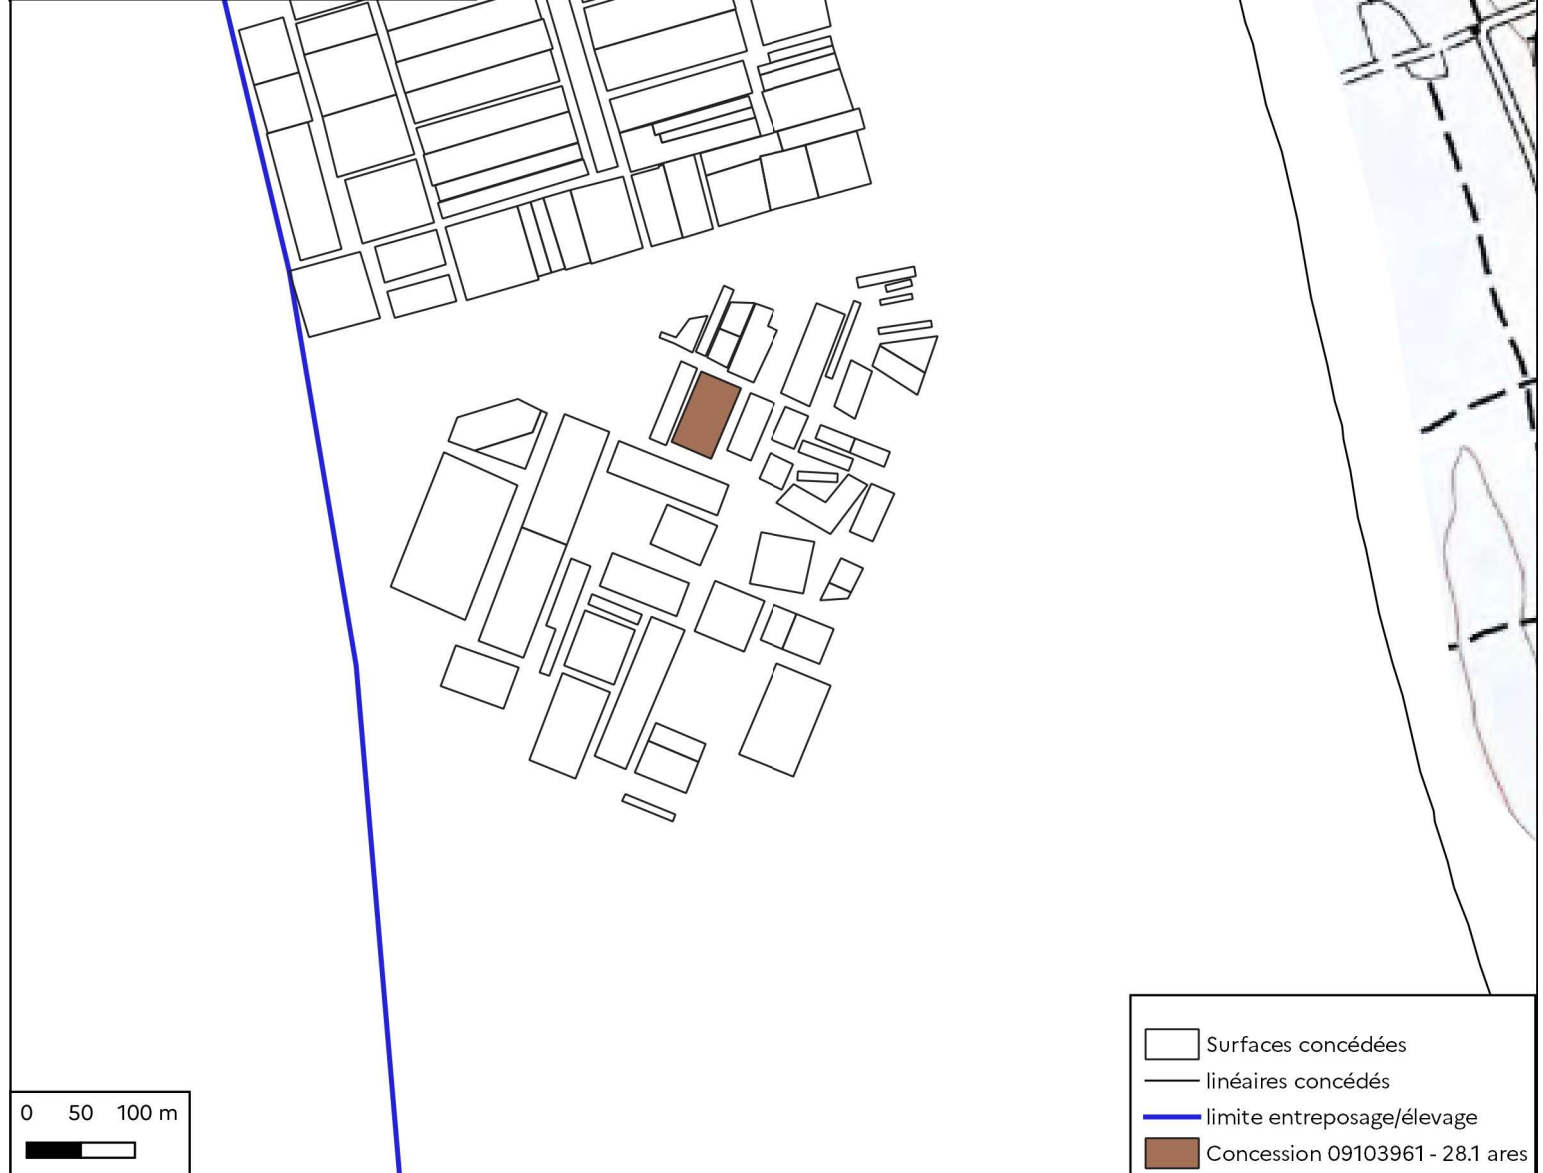 Surfaces concédées
linéaires concédés
limite entreposage/élevage
Concession 09103961 - 28.1 ares
0 50 100 m